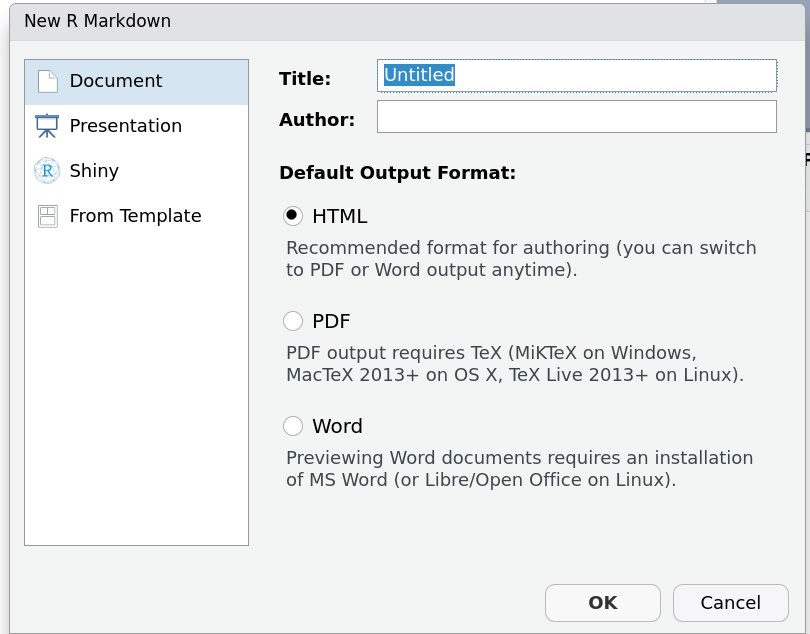 New R Markdown
Document
Presentation
Shiny
From Template
Title: Untitled
Author:
Default Output Format:
HTML
Recommended format for authoring (you can switch
to PDF or Word output anytime).
PDF
PDF output requires TeX (MiKTeX on Windows,
MacTeX 2013+ on OS X, TeX Live 2013+ on Linux).
Word
Previewing Word documents requires an installation
of MS Word (or Libre/Open Office on Linux).
OK Cancel